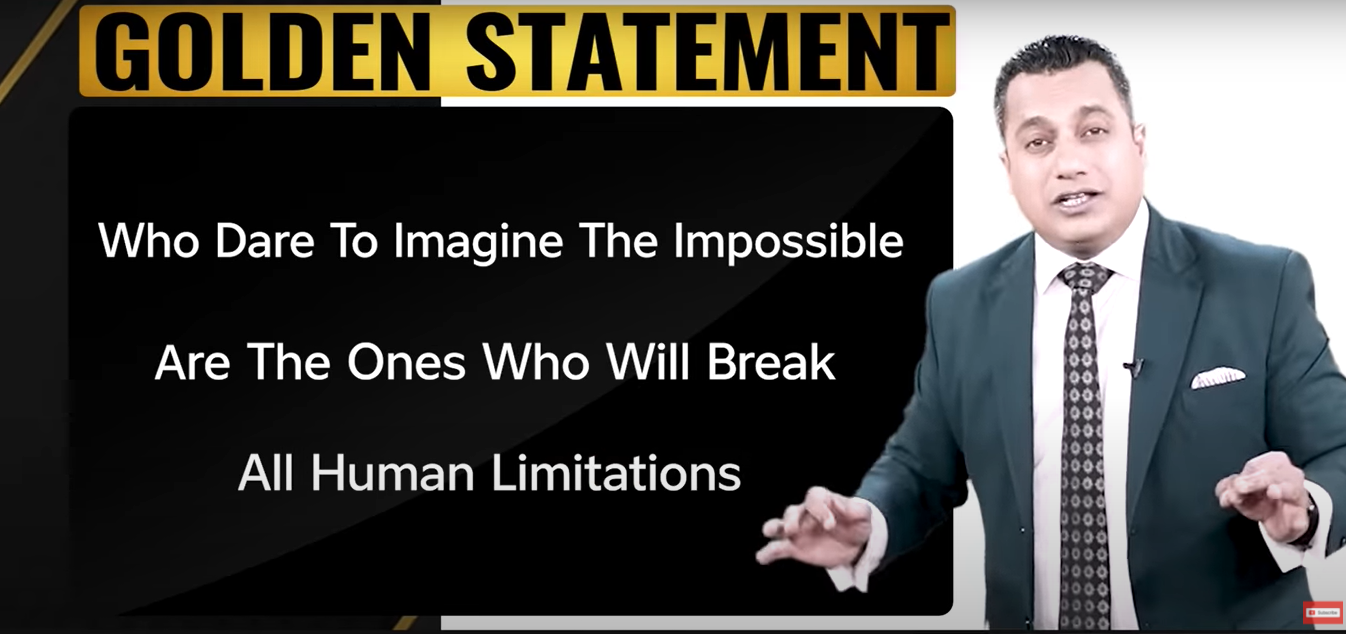 GOLDEN STATEMENT
Who Dare To Imagine The Impossible
Are The Ones Who Will Break
All Human Limitations
Subscribe